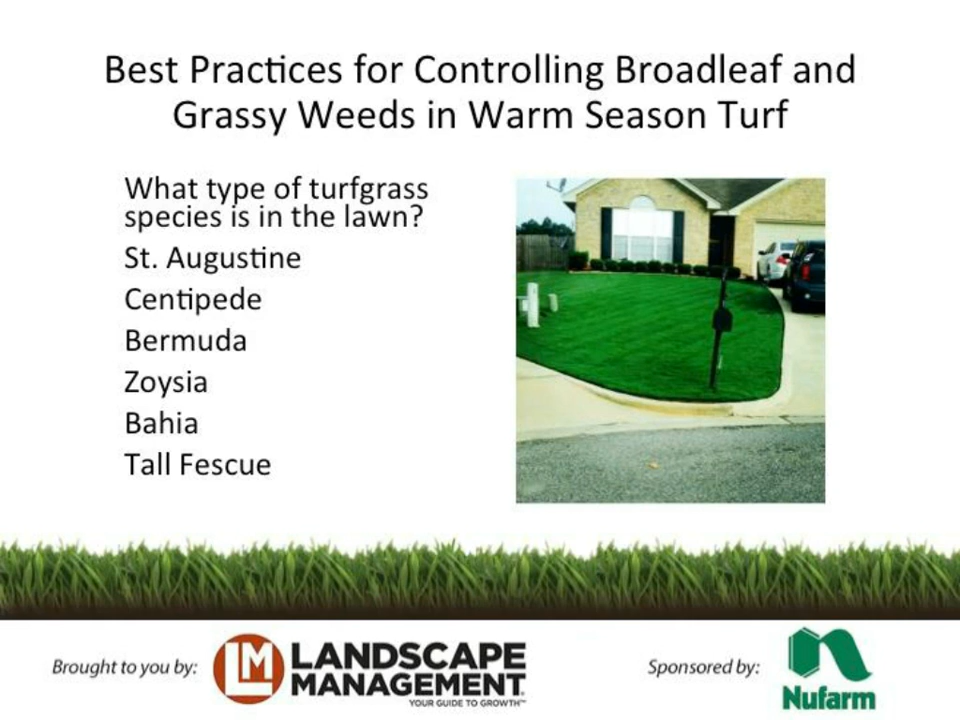 Best Practices for Controlling Broadleaf and
Grassy Weeds in Warm Season Turf
What type of turfgrass
species is in the lawn?
St. Augustine
Centipede
Bermuda
Zoysia
Bahia
Tall Fescue
Brought to you by:
LM
LANDSCAPE
MANAGEMENT
YOUR GUIDE TO GROWTH™
Sponsored by:
Nufarm